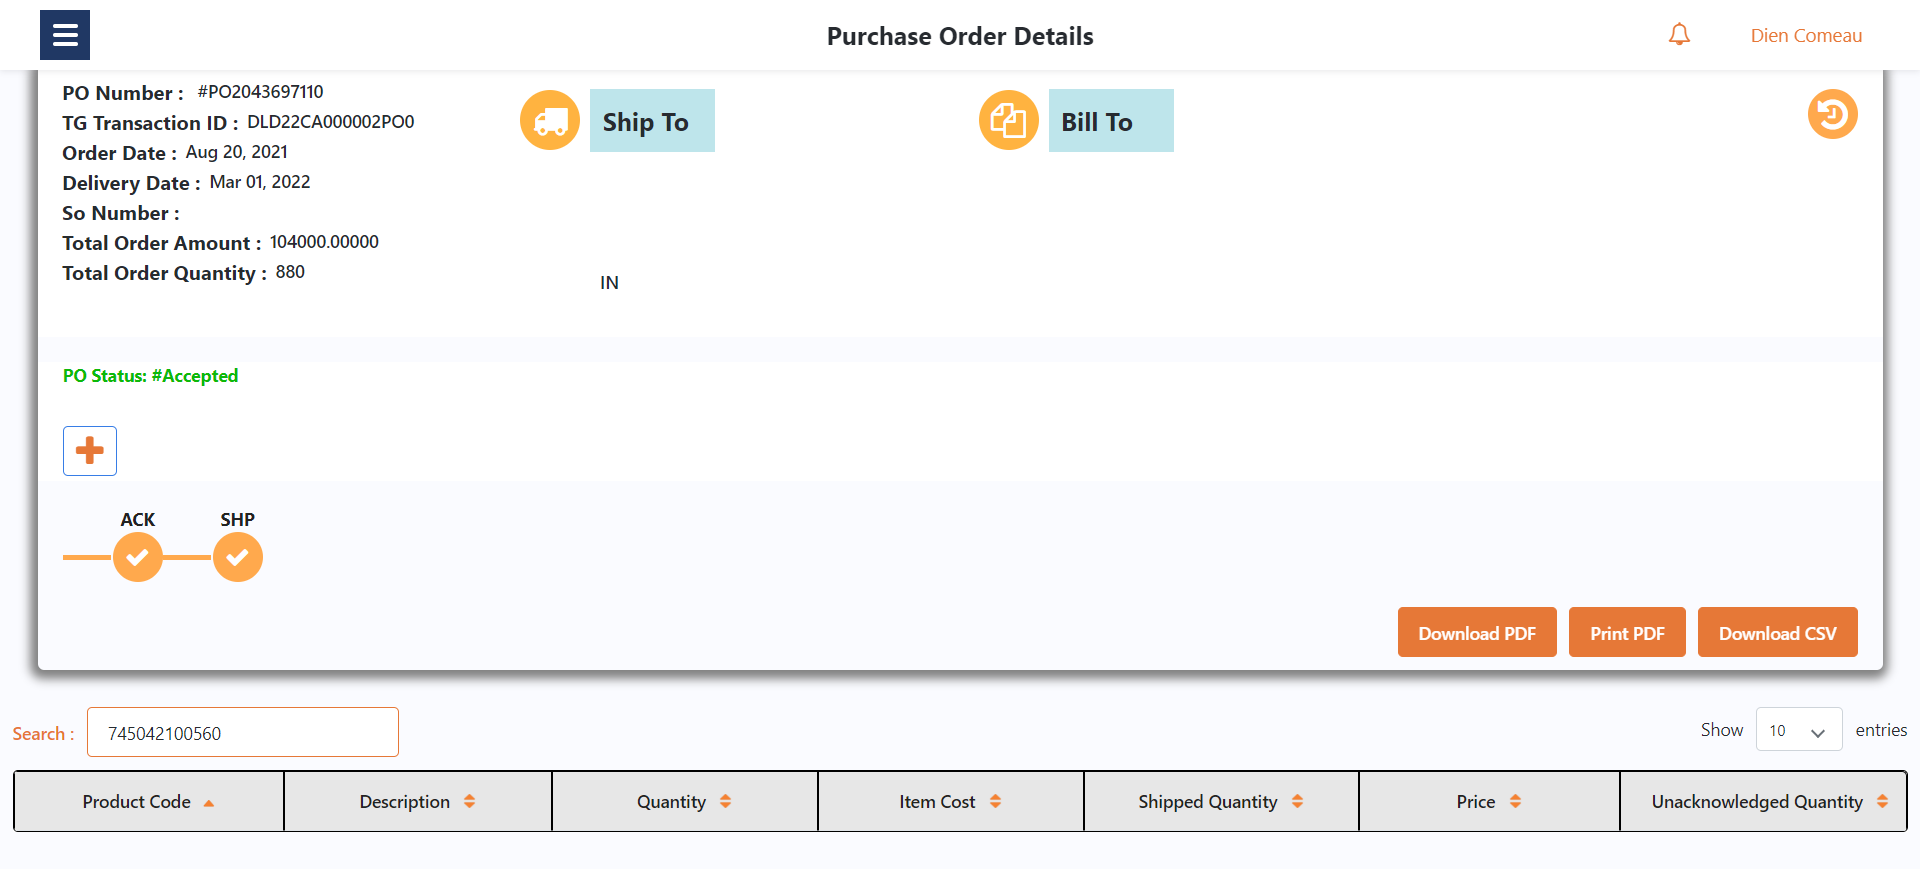 Purchase Order Details
Dien Comeau
PO Number : #PO2043697110
TG Transaction ID : DLD22CA000002PO0
Order Date : Aug 20, 2021
Delivery Date : Mar 01, 2022
So Number :
Total Order Amount : 104000.00000
Total Order Quantity : 880
Ship To
IN
Bill To
PO Status: #Accepted
ACK SHP
Download PDF Print PDF Download CSV
Search : 745042100560
Show 10 entries
Product Code Description Quantity Item Cost Shipped Quantity Price Unacknowledged Quantity